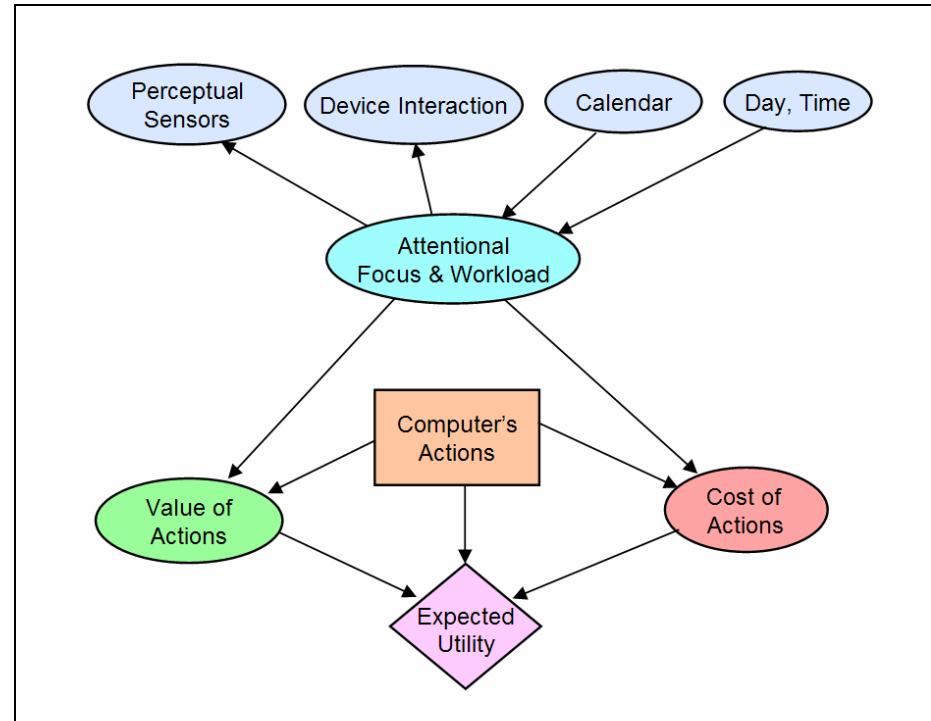 Perceptual
Sensors
Device Interaction
Calendar
Day, Time
Attentional
Focus & Workload
Computer's
Actions
Value of
Actions
Cost of
Actions
Expected
Utility